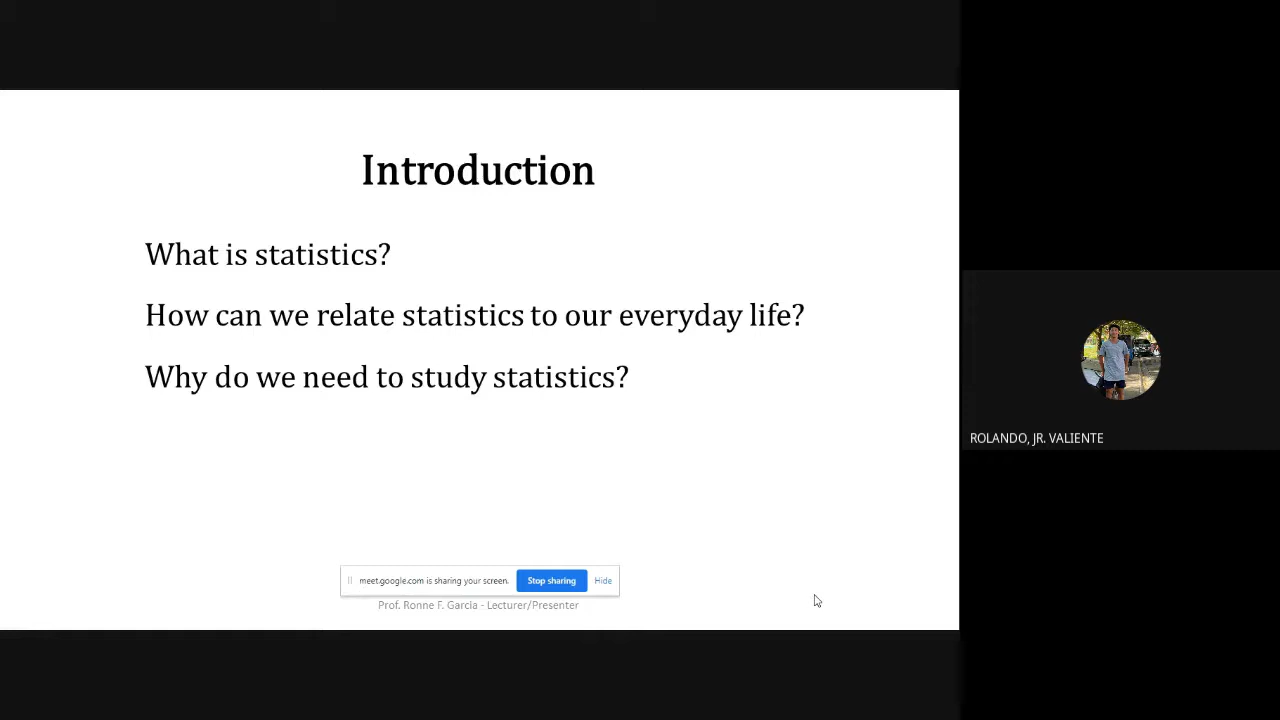 Introduction
What is statistics?
How can we relate statistics to our everyday life?
Why do we need to study statistics?
meet.google.com is sharing your screen. Stop sharing Hide
Prof. Ronne F. Garcia - Lecturer/Presenter
ROLANDO, JR. VALIENTE